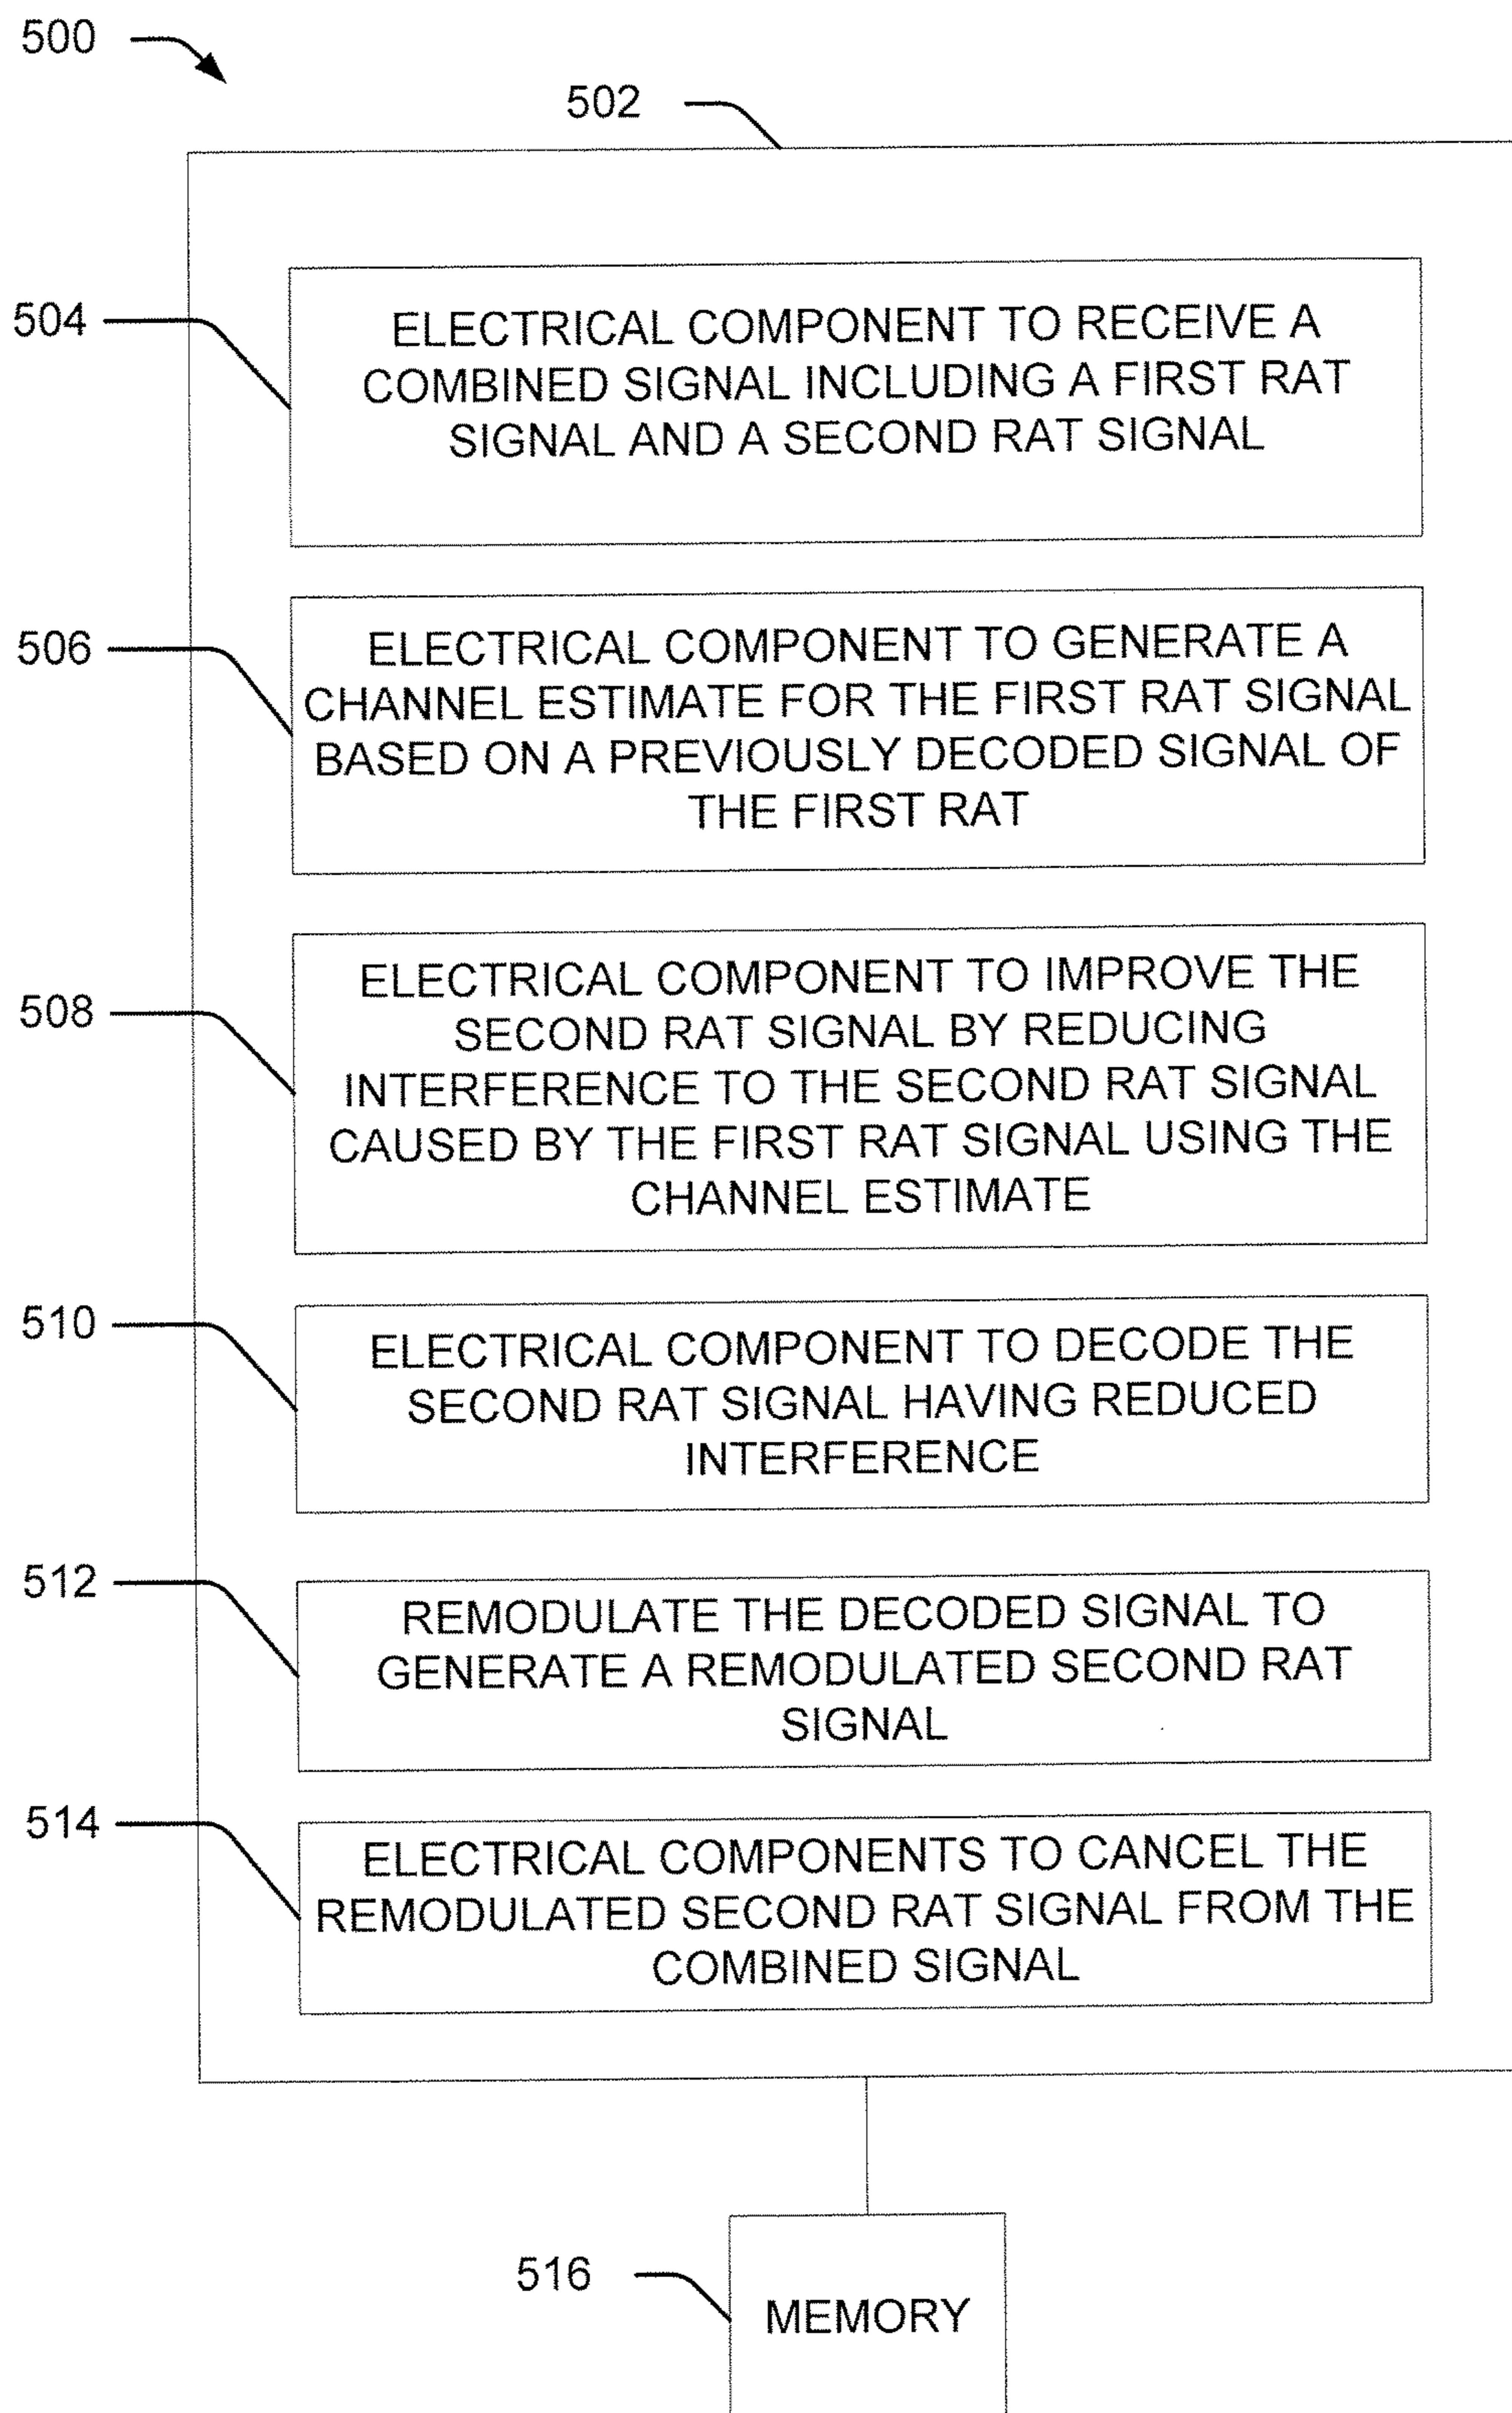 500
502
504
ELECTRICAL COMPONENT TO RECEIVE A
COMBINED SIGNAL INCLUDING A FIRST RAT
SIGNAL AND A SECOND RAT SIGNAL
506
ELECTRICAL COMPONENT TO GENERATE A
CHANNEL ESTIMATE FOR THE FIRST RAT SIGNAL
BASED ON A PREVIOUSLY DECODED SIGNAL OF
THE FIRST RAT
508
ELECTRICAL COMPONENT TO IMPROVE THE
SECOND RAT SIGNAL BY REDUCING
INTERFERENCE TO THE SECOND RAT SIGNAL
CAUSED BY THE FIRST RAT SIGNAL USING THE
CHANNEL ESTIMATE
510
ELECTRICAL COMPONENT TO DECODE THE
SECOND RAT SIGNAL HAVING REDUCED
INTERFERENCE
512
REMODULATE THE DECODED SIGNAL TO
GENERATE A REMODULATED SECOND RAT
SIGNAL
514
ELECTRICAL COMPONENTS TO CANCEL THE
REMODULATED SECOND RAT SIGNAL FROM THE
COMBINED SIGNAL
516
MEMORY